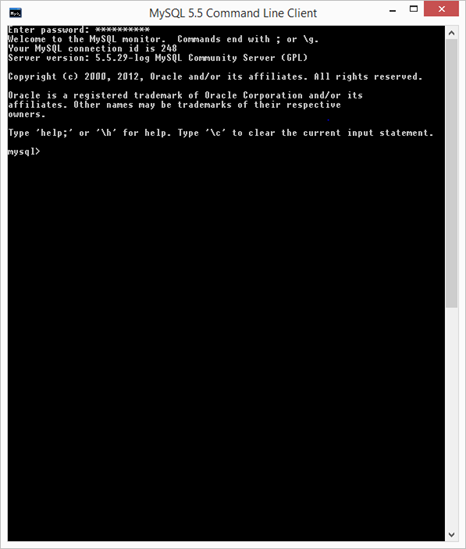 MySQL 5.5 Command Line Client
Enter password: **********
Welcome to the MySQL monitor.  Commands end with ; or \g.
Your MySQL connection id is 248
Server version: 5.5.29-log MySQL Community Server (GPL)
Copyright (c) 2000, 2012, Oracle and/or its affiliates. All rights reserved.
Oracle is a registered trademark of Oracle Corporation and/or its
affiliates. Other names may be trademarks of their respective
owners.
Type 'help;' or '\h' for help. Type '\c' to clear the current input statement.
mysql>